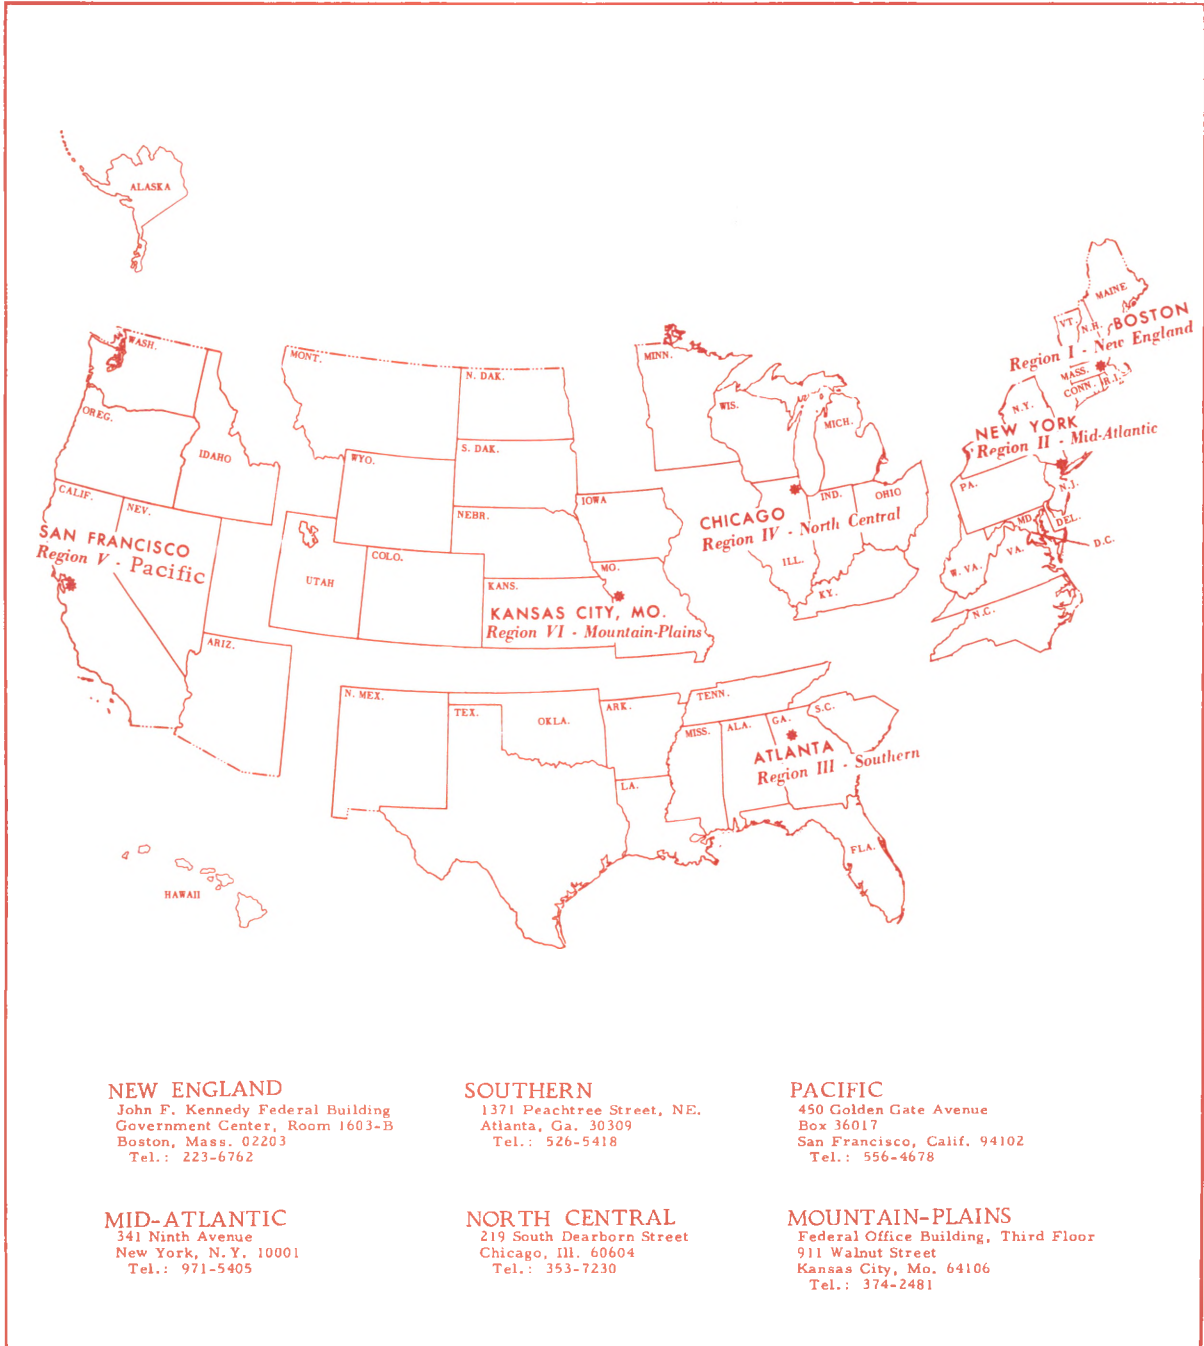 ALASKA
MAINE
VT.
N.H.
BOSTON
Region I - New England
MASS.
CONN.
R.I.
N.Y.
NEW YORK
Region II - Mid-Atlantic
PA.
N.J.
MD.
DEL.
D.C.
W. VA.
VA.
N.C.
WASH.
OREG.
IDAHO
MONT.
N. DAK.
S. DAK.
WYO.
NEBR.
MINN.
WIS.
MICH.
IOWA
CHICAGO
Region IV - North Central
IND.
OHIO
ILL.
KY.
CALIF.
NEV.
SAN FRANCISCO
Region V - Pacific
UTAH
COLO.
KANS.
MO.
KANSAS CITY, MO.
Region VI - Mountain-Plains
ARIZ.
N. MEX.
TEX.
OKLA.
ARK.
LA.
TENN.
MISS.
ALA.
GA.
S.C.
ATLANTA
Region III - Southern
FLA.
HAWAII
NEW ENGLAND
John F. Kennedy Federal Building
Government Center, Room 1603-B
Boston, Mass. 02203
Tel.: 223-6762
SOUTHERN
1371 Peachtree Street, NE.
Atlanta, Ga. 30309
Tel.: 526-5418
PACIFIC
450 Golden Gate Avenue
Box 36017
San Francisco, Calif. 94102
Tel.: 556-4678
MID-ATLANTIC
341 Ninth Avenue
New York, N.Y. 10001
Tel.: 971-5405
NORTH CENTRAL
219 South Dearborn Street
Chicago, Ill. 60604
Tel.: 353-7230
MOUNTAIN-PLAINS
Federal Office Building, Third Floor
911 Walnut Street
Kansas City, Mo. 64106
Tel.: 374-2481